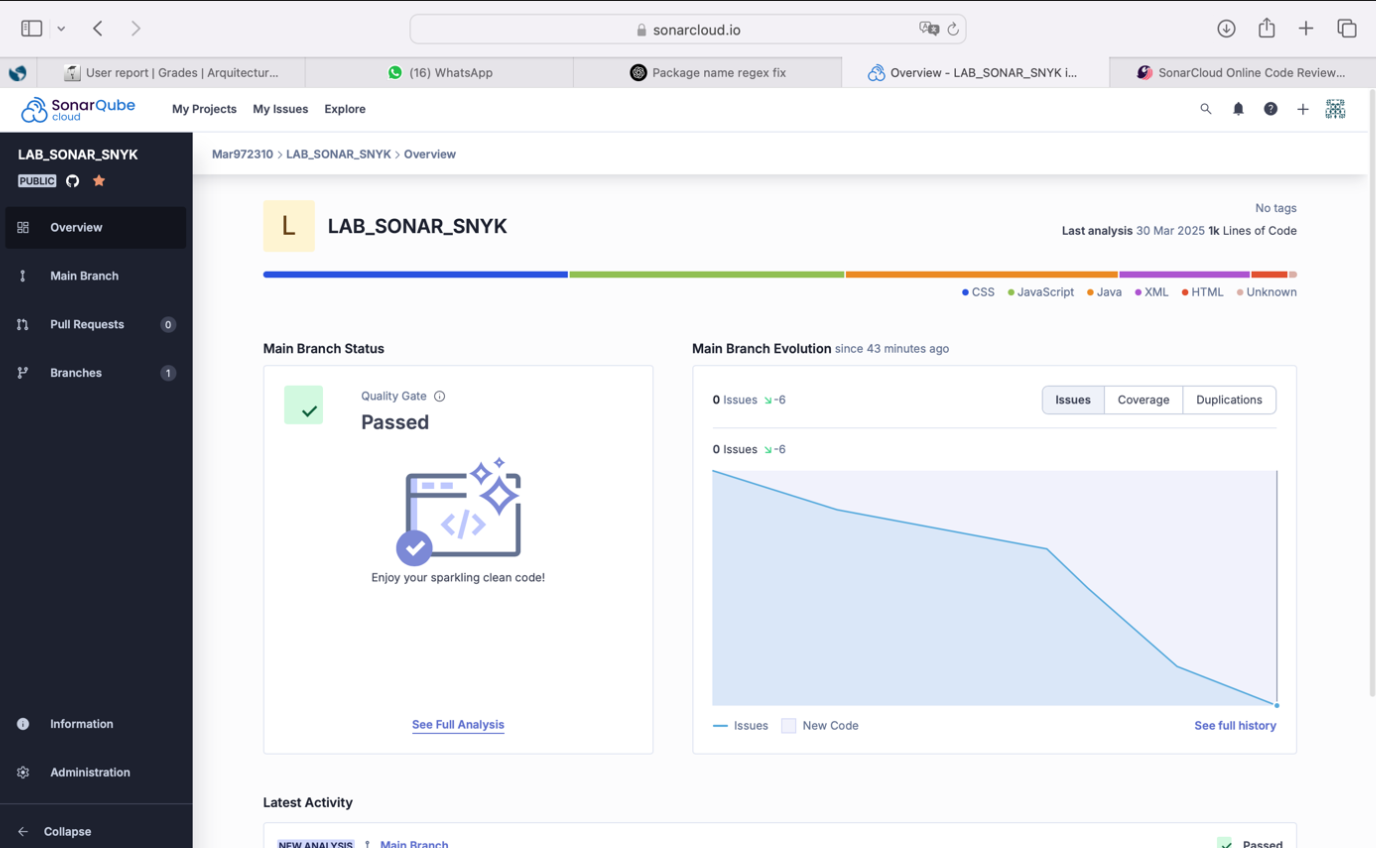 sonarcloud.io
User report | Grades | Arquitectur...
(16) WhatsApp
Package name regex fix
Overview - LAB_SONAR_SNYK i...
SonarCloud Online Code Review...
SonarQube
cloud
My Projects
My Issues
Explore
LAB_SONAR_SNYK
PUBLIC
Mar972310 > LAB_SONAR_SNYK > Overview
Overview
Main Branch
Pull Requests 0
Branches 1
L
LAB_SONAR_SNYK
No tags
Last analysis 30 Mar 2025 1k Lines of Code
CSS JavaScript Java XML HTML Unknown
Main Branch Status
Quality Gate
Passed
</>
Enjoy your sparkling clean code!
See Full Analysis
Main Branch Evolution since 43 minutes ago
0 Issues -6
Issues Coverage Duplications
0 Issues -6
Issues New Code
See full history
Information
Administration
Collapse
Latest Activity
NEW ANALYSIS Main Branch Passed